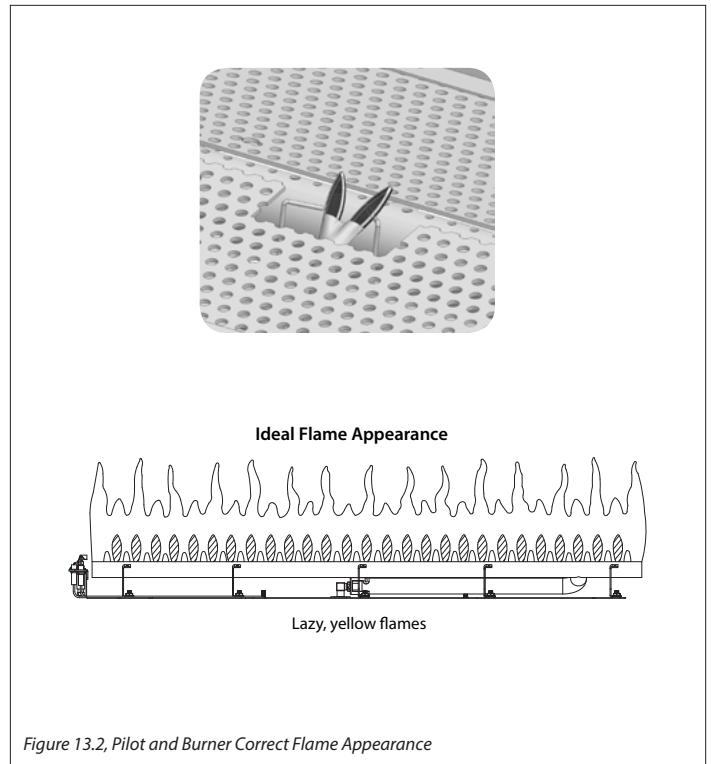 Ideal Flame Appearance
Lazy, yellow flames
Figure 13.2, Pilot and Burner Correct Flame Appearance